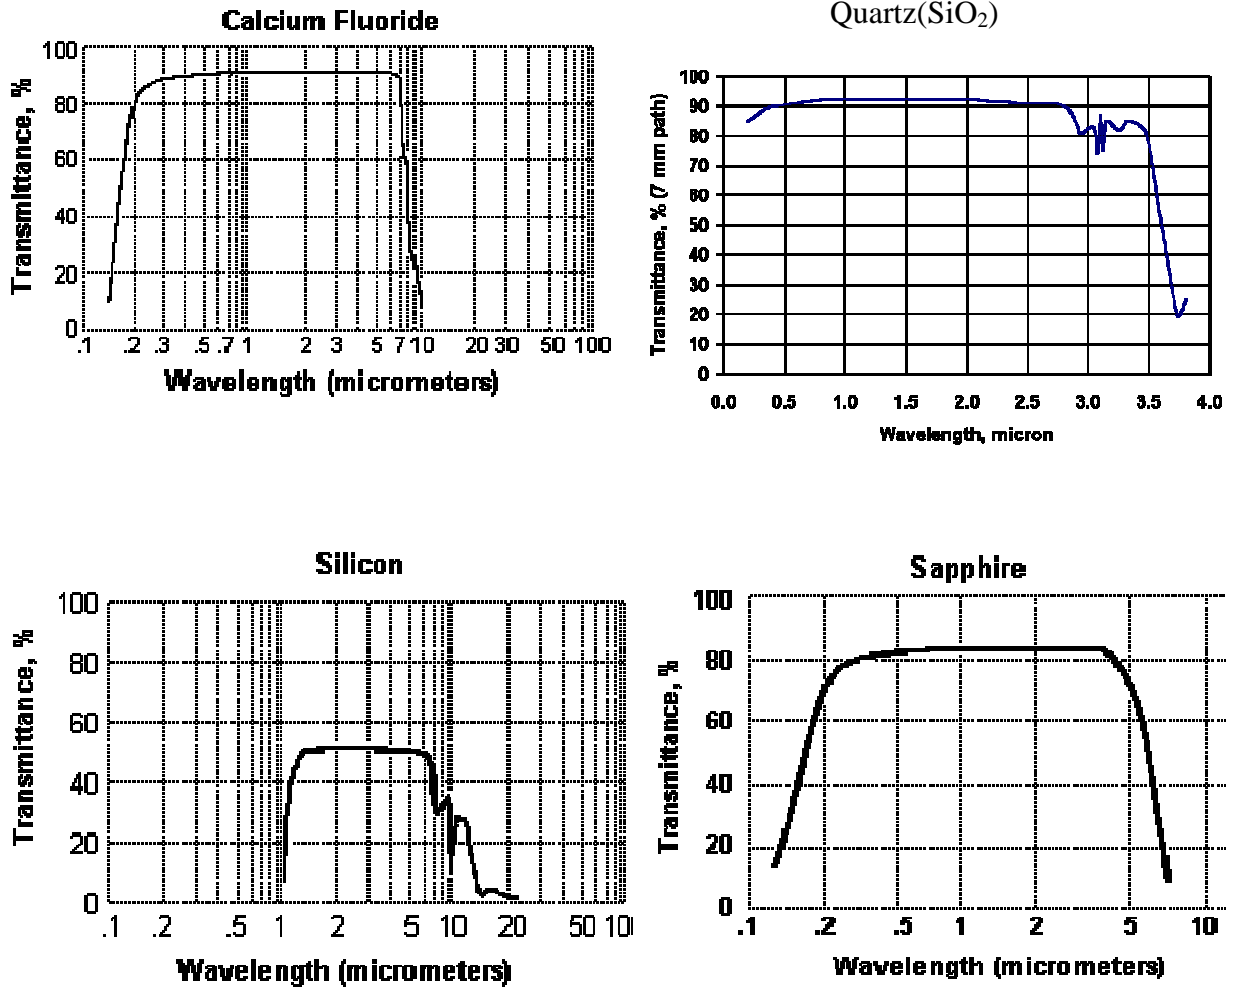 Calcium Fluoride
100
80
60
40
20
0
Transmittance, %
.1 .2 .3 .5 .7 1 2 3 5 7 10 20 30 50 100
Wavelength (micrometers)
Quartz(SiO₂)
100
90
80
70
60
50
40
30
20
10
0
Transmittance, % (7 mm path)
0.0 0.5 1.0 1.5 2.0 2.5 3.0 3.5 4.0
Wavelength, micron
Silicon
100
80
60
40
20
0
Transmittance, %
.1 .2 .5 1 2 5 10 20 50 10
Wavelength (micrometers)
Sapphire
100
80
60
40
20
0
Transmittance, %
.1 .2 .5 1 2 5 10
Wavelength (micrometers)